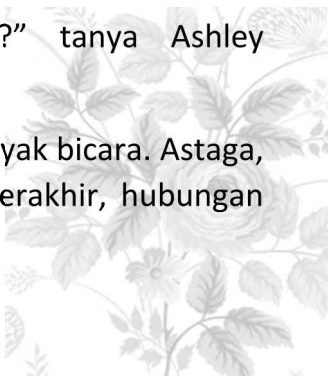 ?” tanya Ashley
yak bicara. Astaga,
erakhir, hubungan